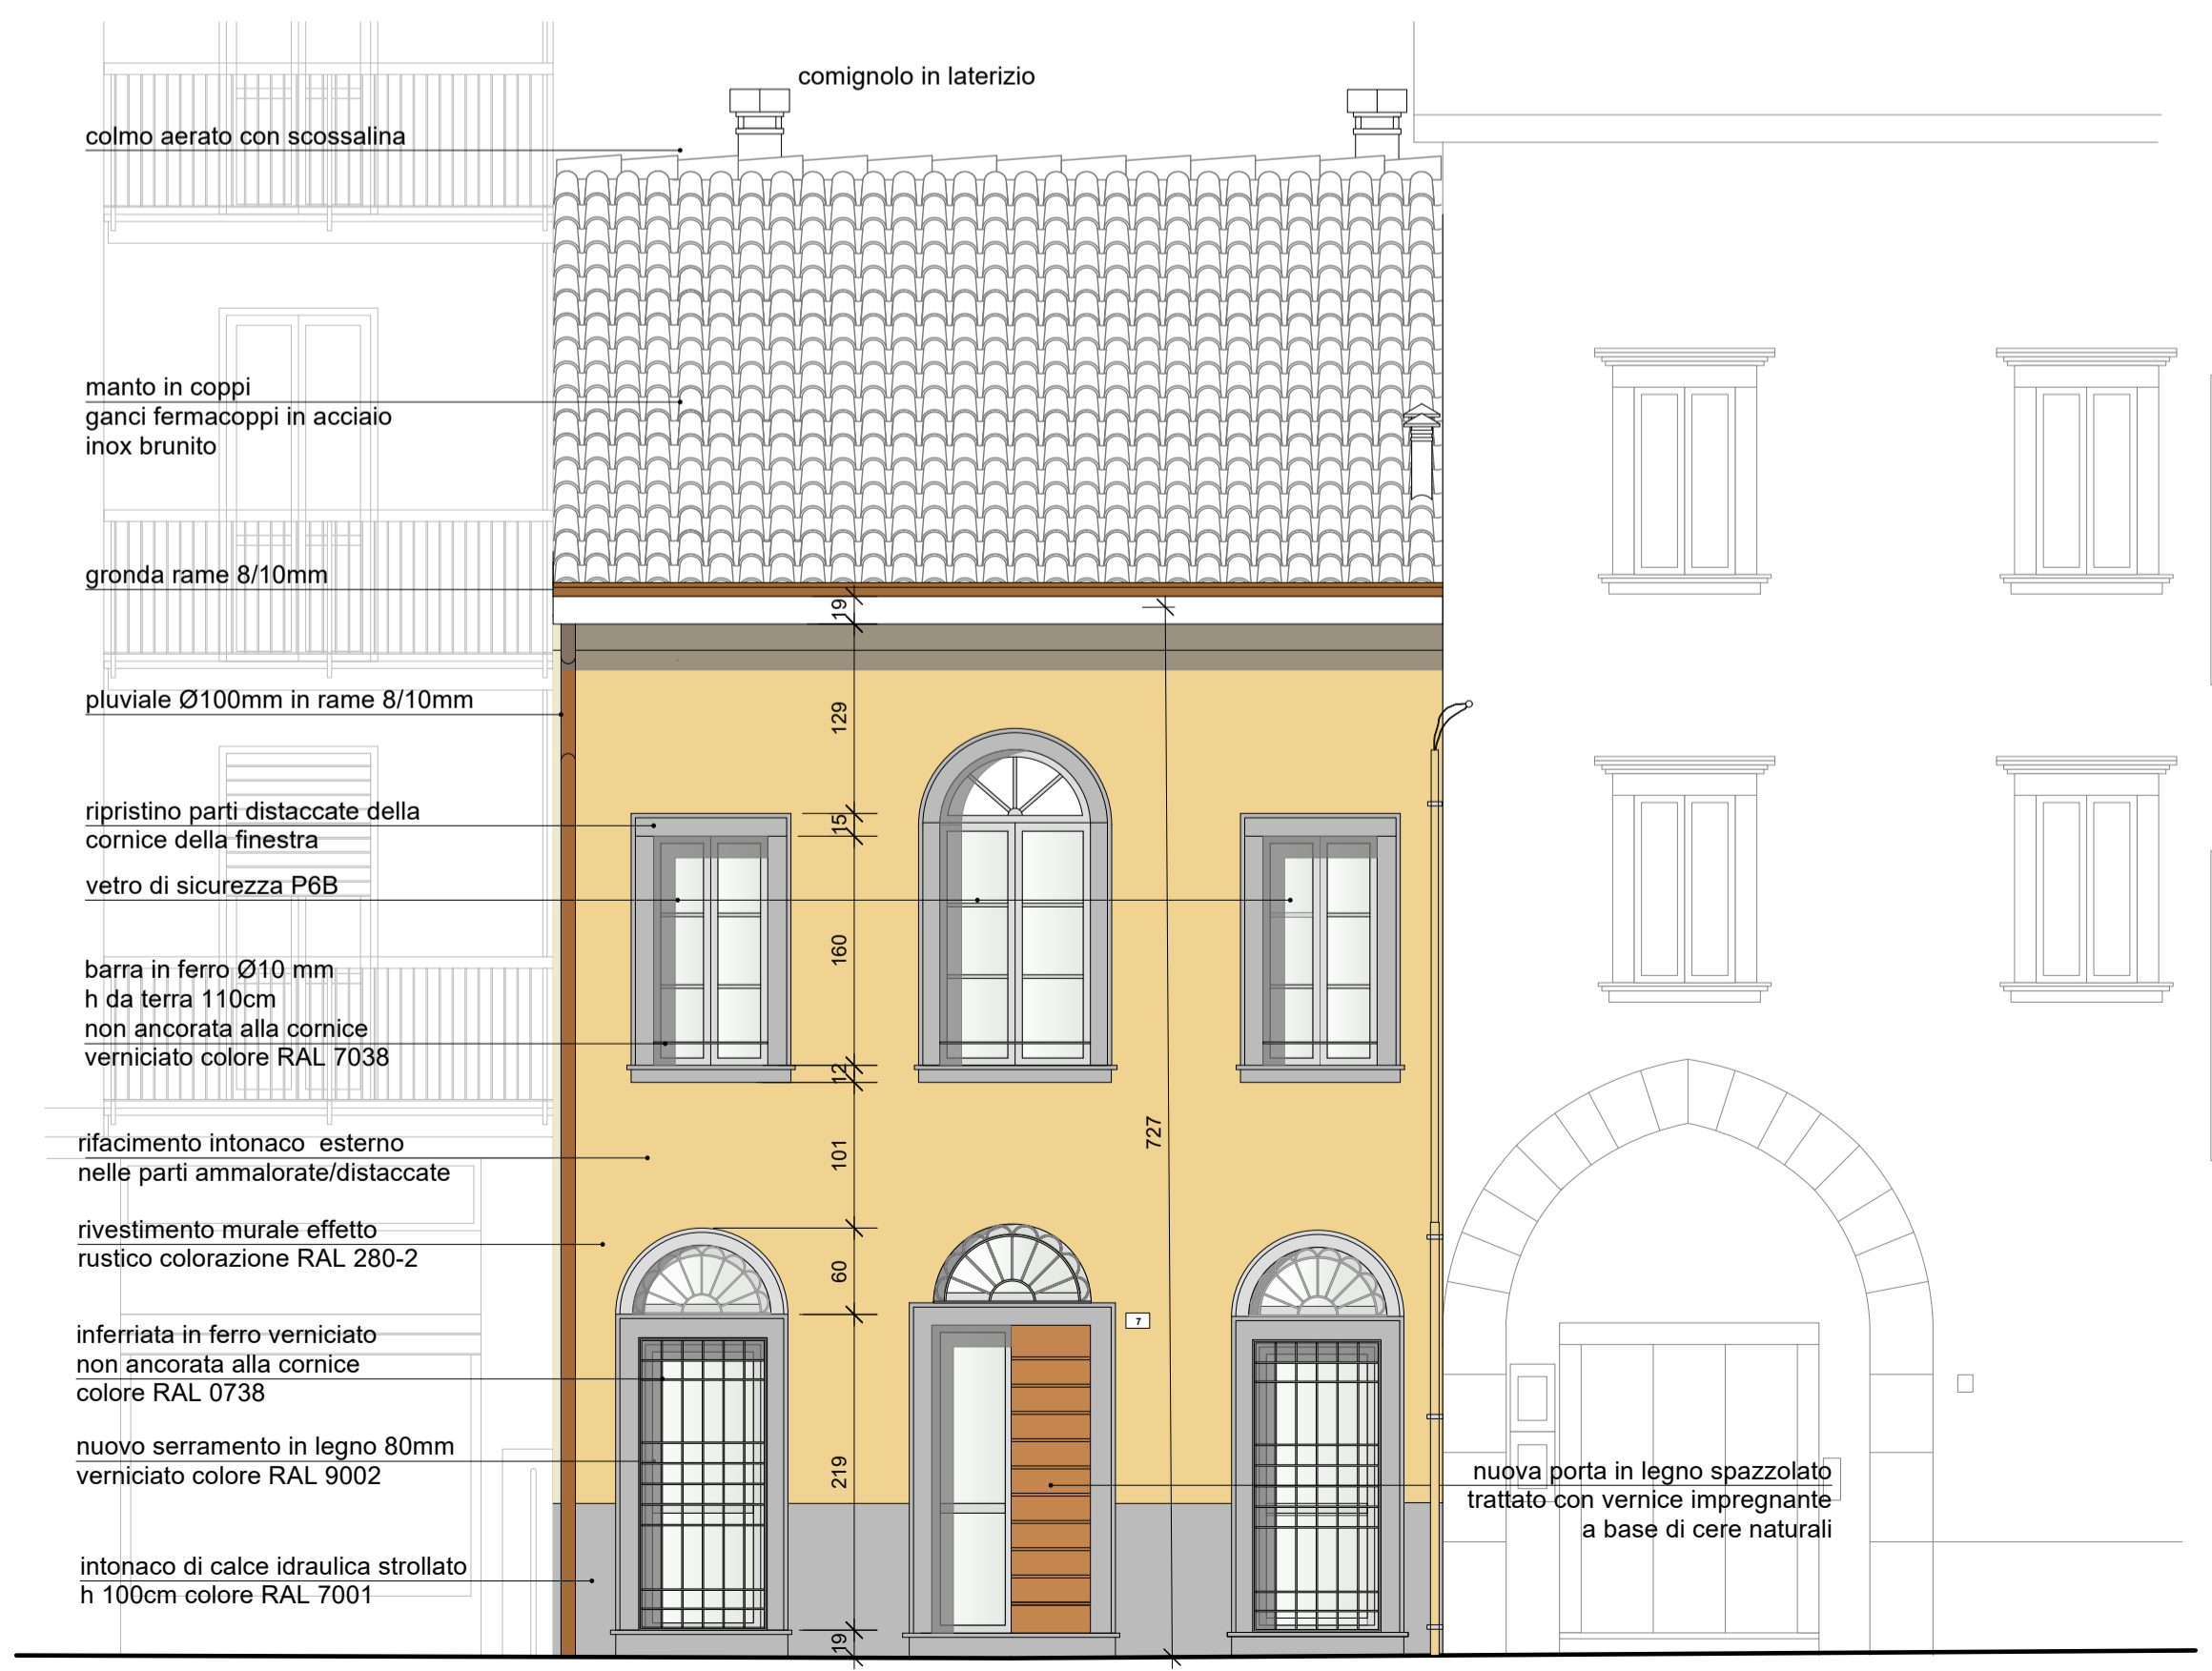 comignolo in laterizio
colmo aerato con scossalina
manto in coppi
ganci fermacoppi in acciaio
inox brunito
gronda rame 8/10mm
19
pluviale Ø100mm in rame 8/10mm
129
ripristino parti distaccate della
cornice della finestra
15
vetro di sicurezza P6B
160
barra in ferro Ø10 mm
h da terra 110cm
non ancorata alla cornice
verniciato colore RAL 7038
12
727
rifacimento intonaco  esterno
nelle parti ammalorate/distaccate
101
rivestimento murale effetto
rustico colorazione RAL 280-2
60
7
inferriata in ferro verniciato
non ancorata alla cornice
colore RAL 0738
nuovo serramento in legno 80mm
verniciato colore RAL 9002
219
nuova porta in legno spazzolato
trattato con vernice impregnante
a base di cere naturali
intonaco di calce idraulica strollato
h 100cm colore RAL 7001
19